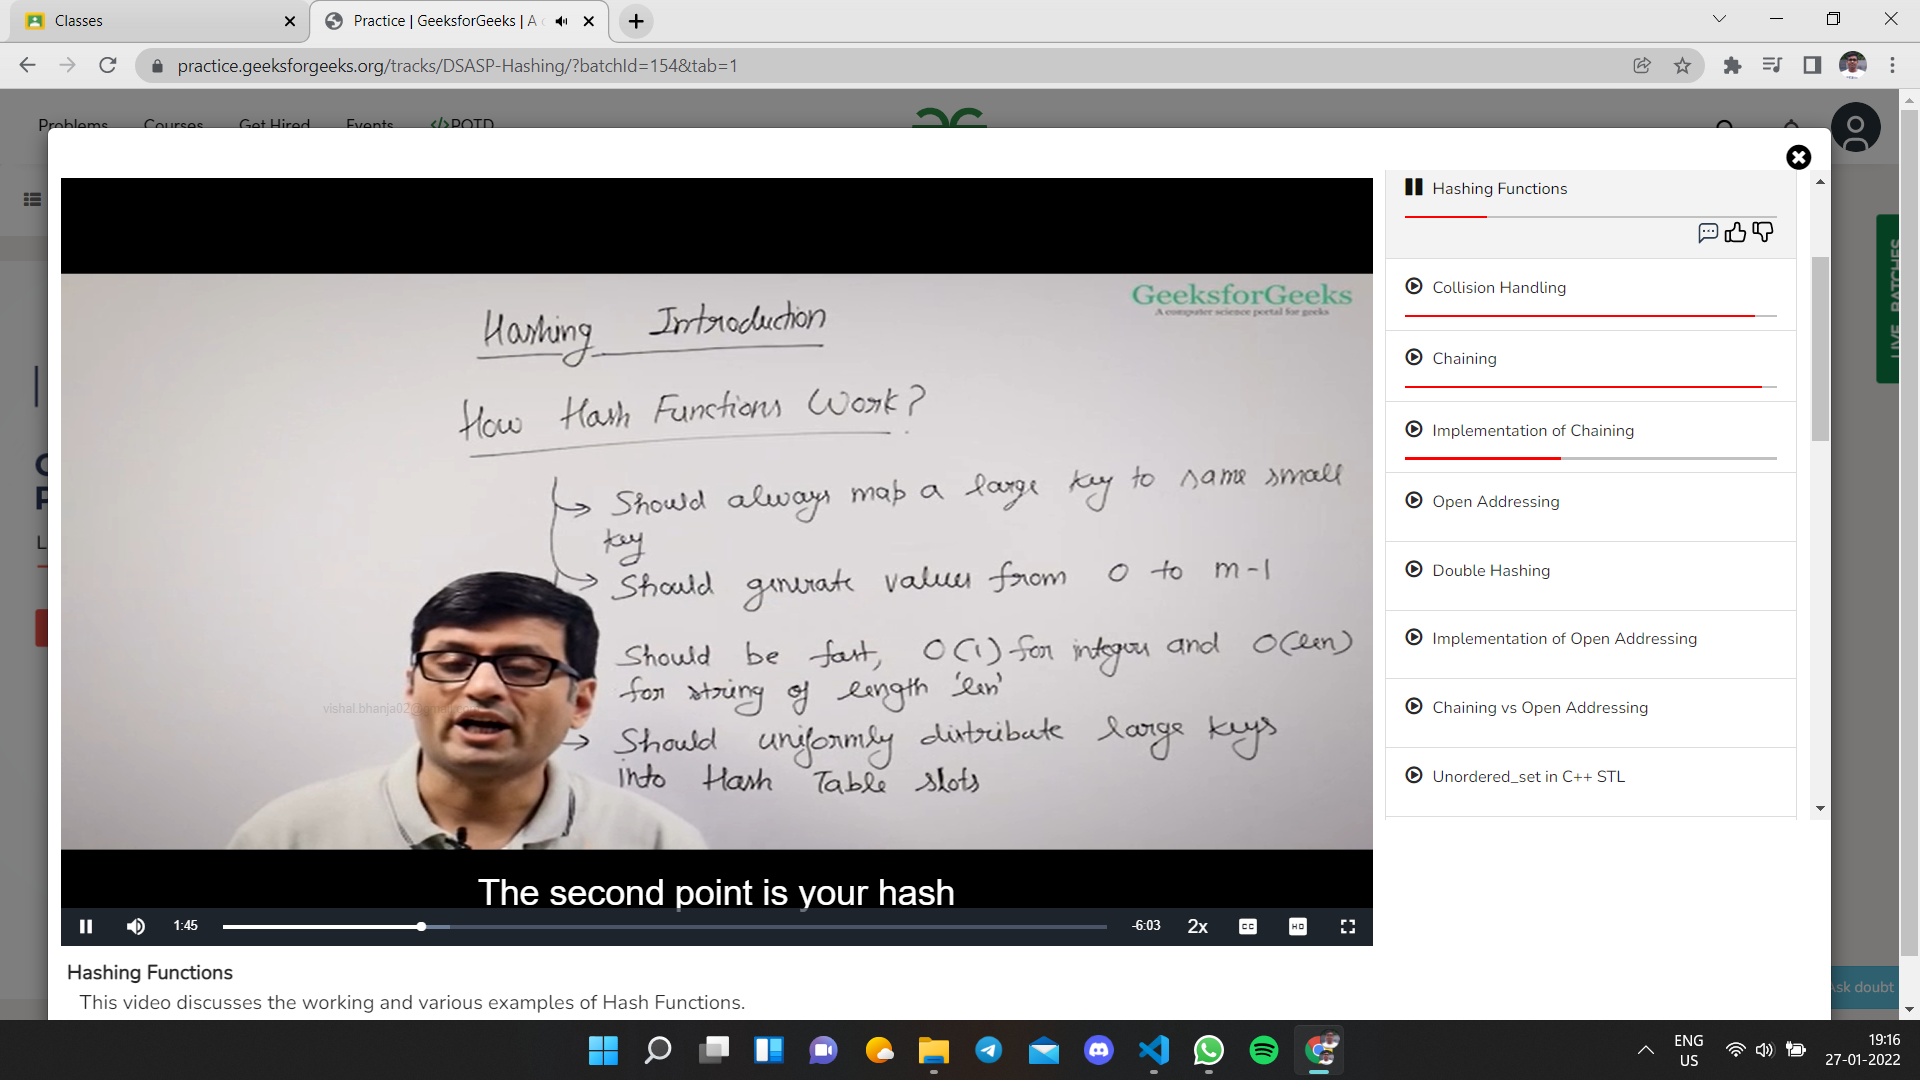 Classes
Practice | GeeksforGeeks | A
practice.geeksforgeeks.org/tracks/DSASP-Hashing/?batchId=154&tab=1
Problems Courses Get Hired Events </>POTD
GeeksforGeeks
A computer science portal for geeks
Hashing Introduction
How Hash Functions Work?
Should always map a large key to same small
key
Should generate values from 0 to m-1
Should be fast, O(1) for integers and O(len)
for string of length 'len'
Should uniformly distribute large keys
into Hash Table slots
The second point is your hash
1:45
-6:03
2x
CC
HD
Hashing Functions
This video discusses the working and various examples of Hash Functions.
Hashing Functions
Collision Handling
Chaining
Implementation of Chaining
Open Addressing
Double Hashing
Implementation of Open Addressing
Chaining vs Open Addressing
Unordered_set in C++ STL
LIVE BATCHES
Ask doubt
ENG
US
19:16
27-01-2022